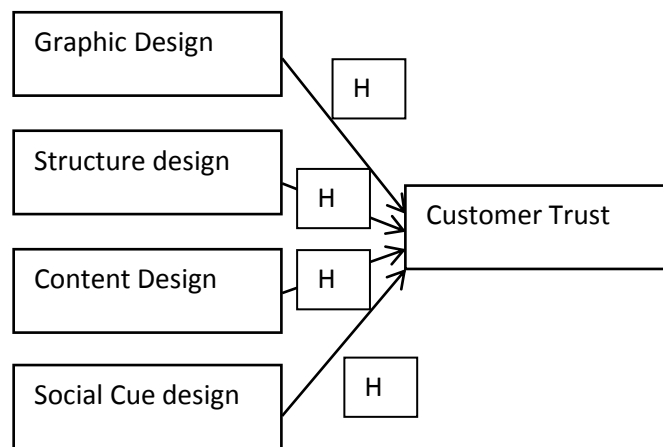 Graphic Design
H
Structure design
H
Customer Trust
Content Design
H
Social Cue design
H